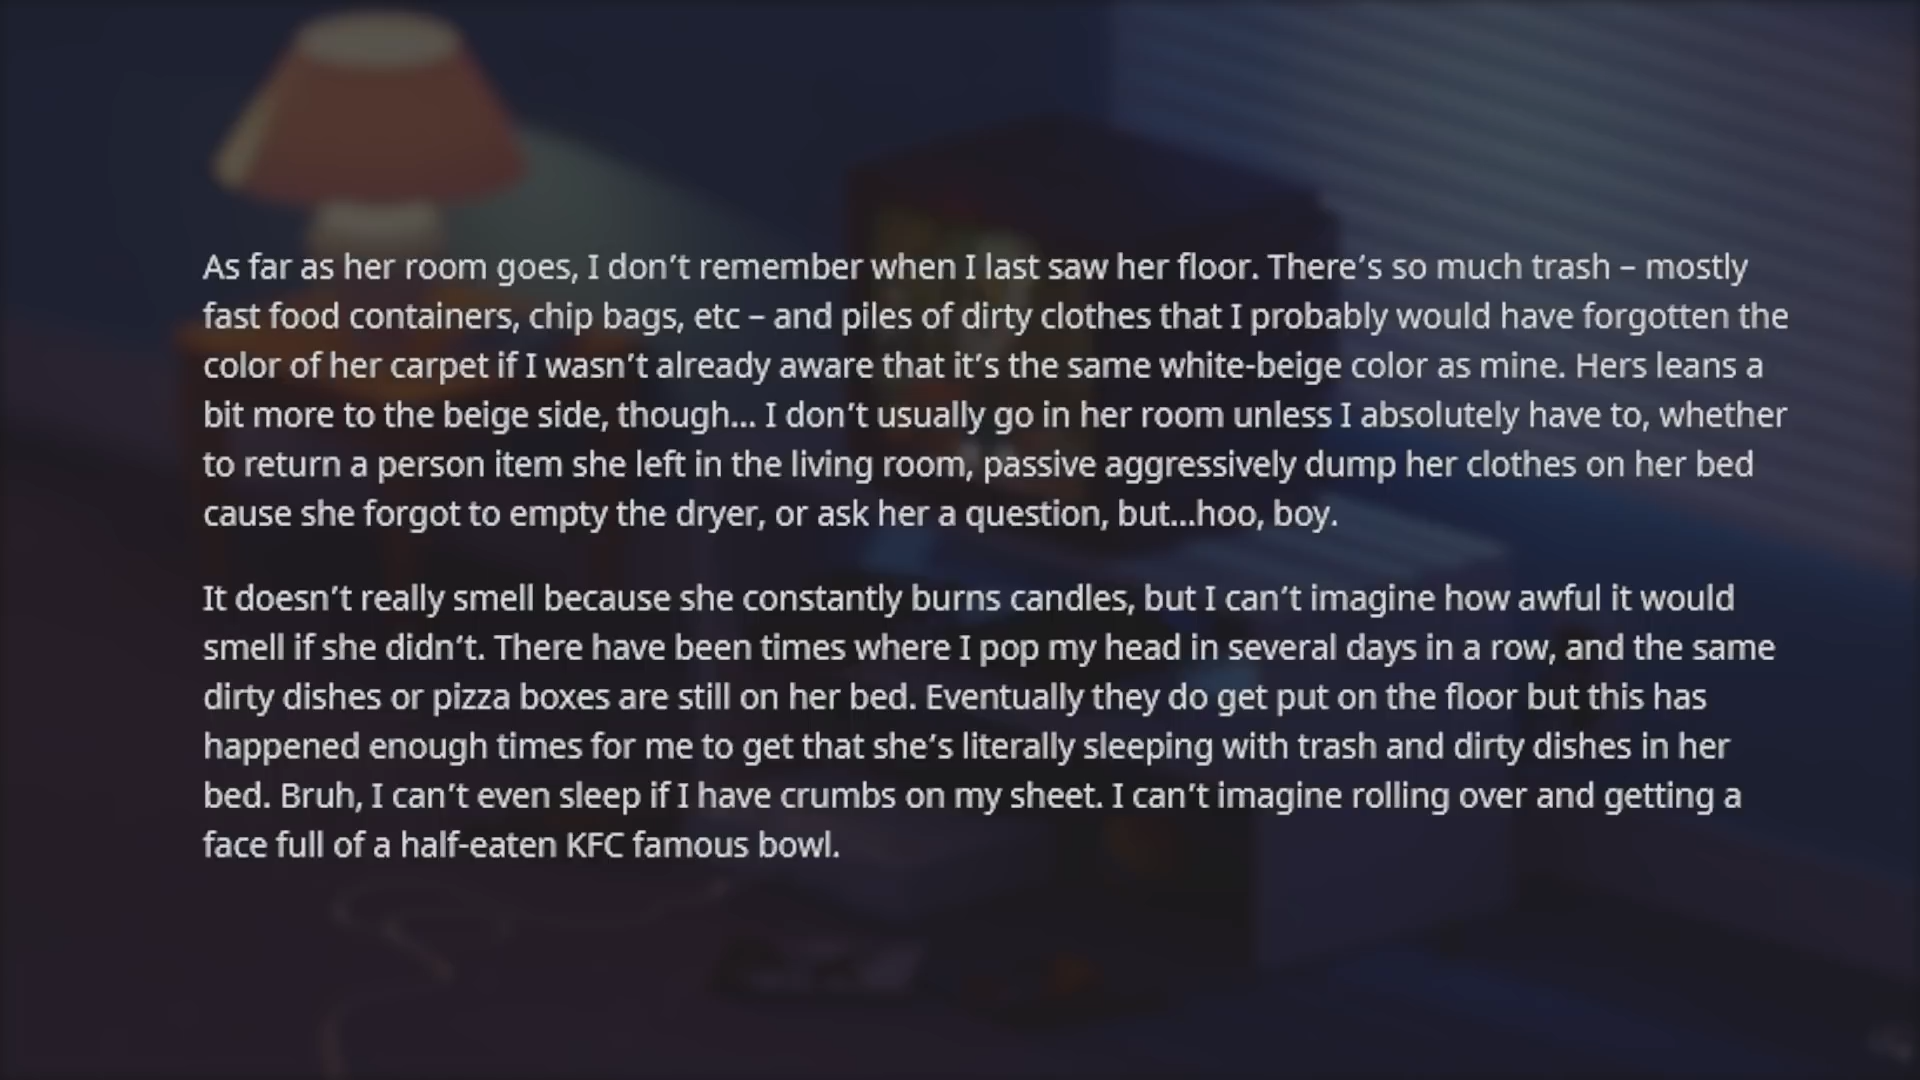 As far as her room goes, I don’t remember when I last saw her floor. There’s so much trash – mostly
fast food containers, chip bags, etc – and piles of dirty clothes that I probably would have forgotten the
color of her carpet if I wasn’t already aware that it’s the same white-beige color as mine. Hers leans a
bit more to the beige side, though... I don’t usually go in her room unless I absolutely have to, whether
to return a person item she left in the living room, passive aggressively dump her clothes on her bed
cause she forgot to empty the dryer, or ask her a question, but...hoo, boy.
It doesn’t really smell because she constantly burns candles, but I can’t imagine how awful it would
smell if she didn’t. There have been times where I pop my head in several days in a row, and the same
dirty dishes or pizza boxes are still on her bed. Eventually they do get put on the floor but this has
happened enough times for me to get that she’s literally sleeping with trash and dirty dishes in her
bed. Bruh, I can’t even sleep if I have crumbs on my sheet. I can’t imagine rolling over and getting a
face full of a half-eaten KFC famous bowl.